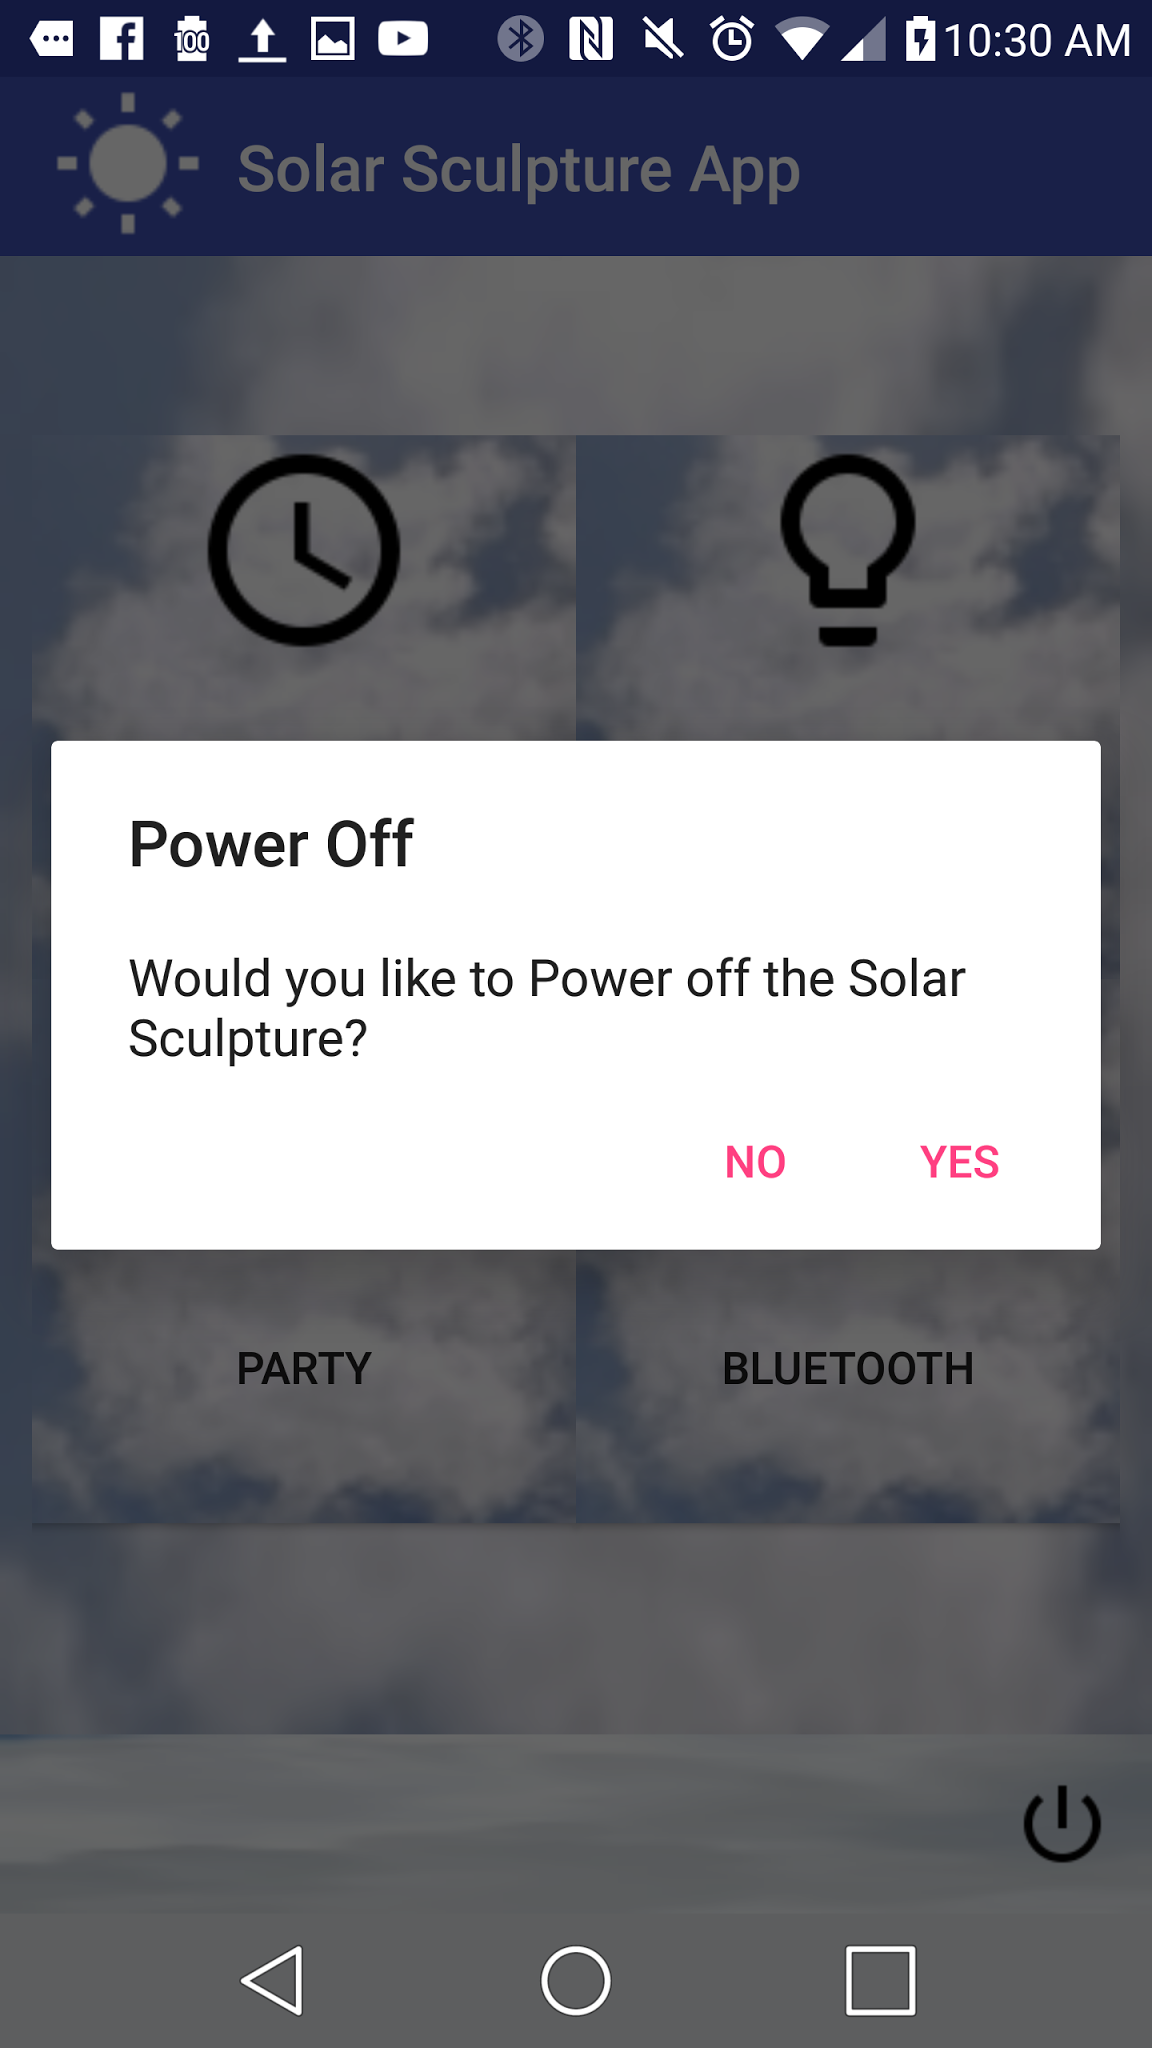 100
10:30 AM
Solar Sculpture App
Power Off
Would you like to Power off the Solar
Sculpture?
NO
YES
PARTY
BLUETOOTH